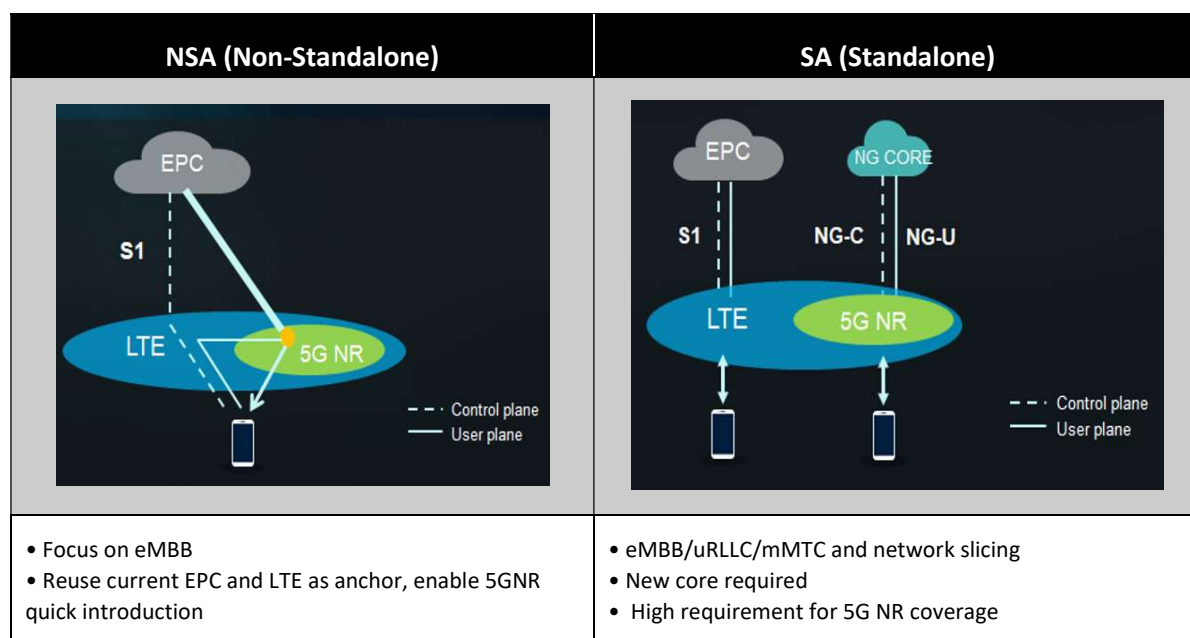 NSA (Non-Standalone)
SA (Standalone)
EPC
S1
LTE
5G NR
Control plane
User plane
EPC
NG CORE
S1
NG-C
NG-U
LTE
5G NR
Control plane
User plane
• Focus on eMBB
• Reuse current EPC and LTE as anchor, enable 5GNR
quick introduction
• eMBB/uRLLC/mMTC and network slicing
• New core required
• High requirement for 5G NR coverage